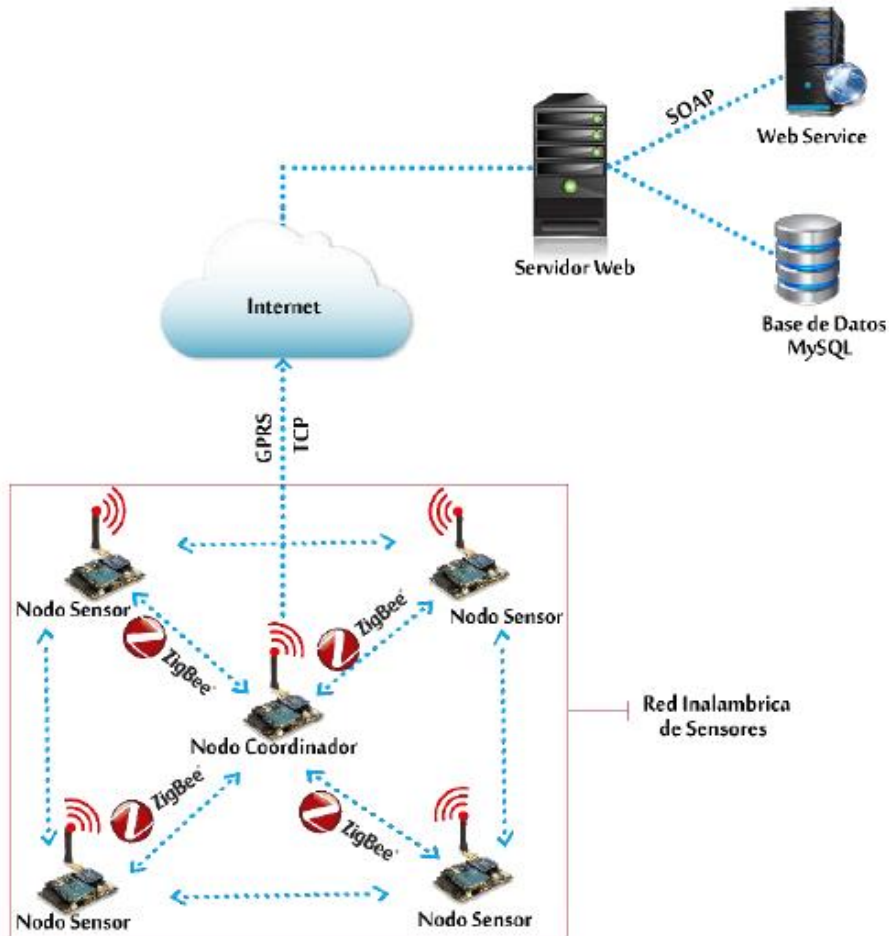 SOAP
Web Service
Servidor Web
Internet
Base de Datos
MySQL
GPRS
TCP
Nodo Sensor
Nodo Sensor
ZigBee
ZigBee
Nodo Coordinador
Red Inalambrica
de Sensores
ZigBee
ZigBee
Nodo Sensor
Nodo Sensor